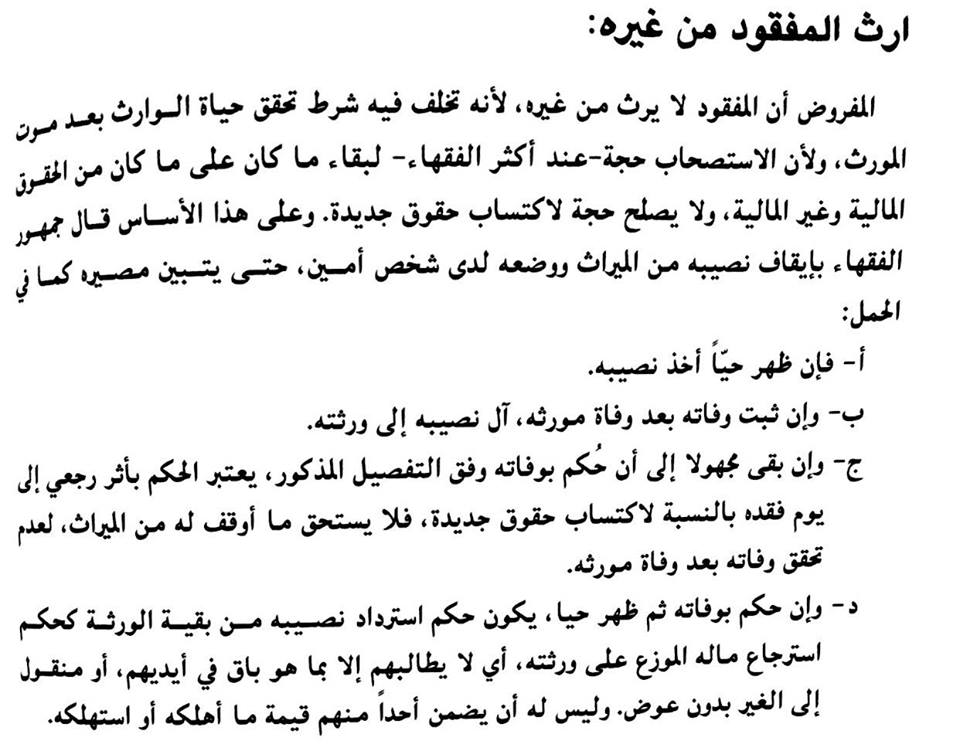 ارث المفقود من غيره:
المفروض أن المفقود لا يرث من غيره، لأنه تخلف فيه شرط تحقق حياة الوارث بعد موت
المورث، ولأن الاستصحاب حجة-عند أكثر الفقهاء- لبقاء ما كان على ما كان من الحقوق
المالية وغير المالية، ولا يصلح حجة لاكتساب حقوق جديدة. وعلى هذا الأساس قال جمهور
الفقهاء بإيقاف نصيبه من الميراث ووضعه لدى شخص أمين، حتى يتبين مصيره كما في
الحمل:
أ- فإن ظهر حيّاً أخذ نصيبه.
ب- وإن ثبت وفاته بعد وفاة مورثه، آل نصيبه إلى ورثته.
ج- وإن بقى مجهولا إلى أن حُكم بوفاته وفق التفصيل المذكور، يعتبر الحكم بأثر رجعي إلى
يوم فقده بالنسبة لاكتساب حقوق جديدة، فلا يستحق ما أوقف له من الميراث، لعدم
تحقق وفاته بعد وفاة مورثه.
د- وإن حكم بوفاته ثم ظهر حيا، يكون حكم استرداد نصيبه من بقية الورثة كحكم
استرجاع ماله الموزع على ورثته، أي لا يطالبهم إلا بما هو باق في أيديهم، أو منقول
إلى الغير بدون عوض. وليس له أن يضمن أحداً منهم قيمة ما أهلكه أو استهلكه.